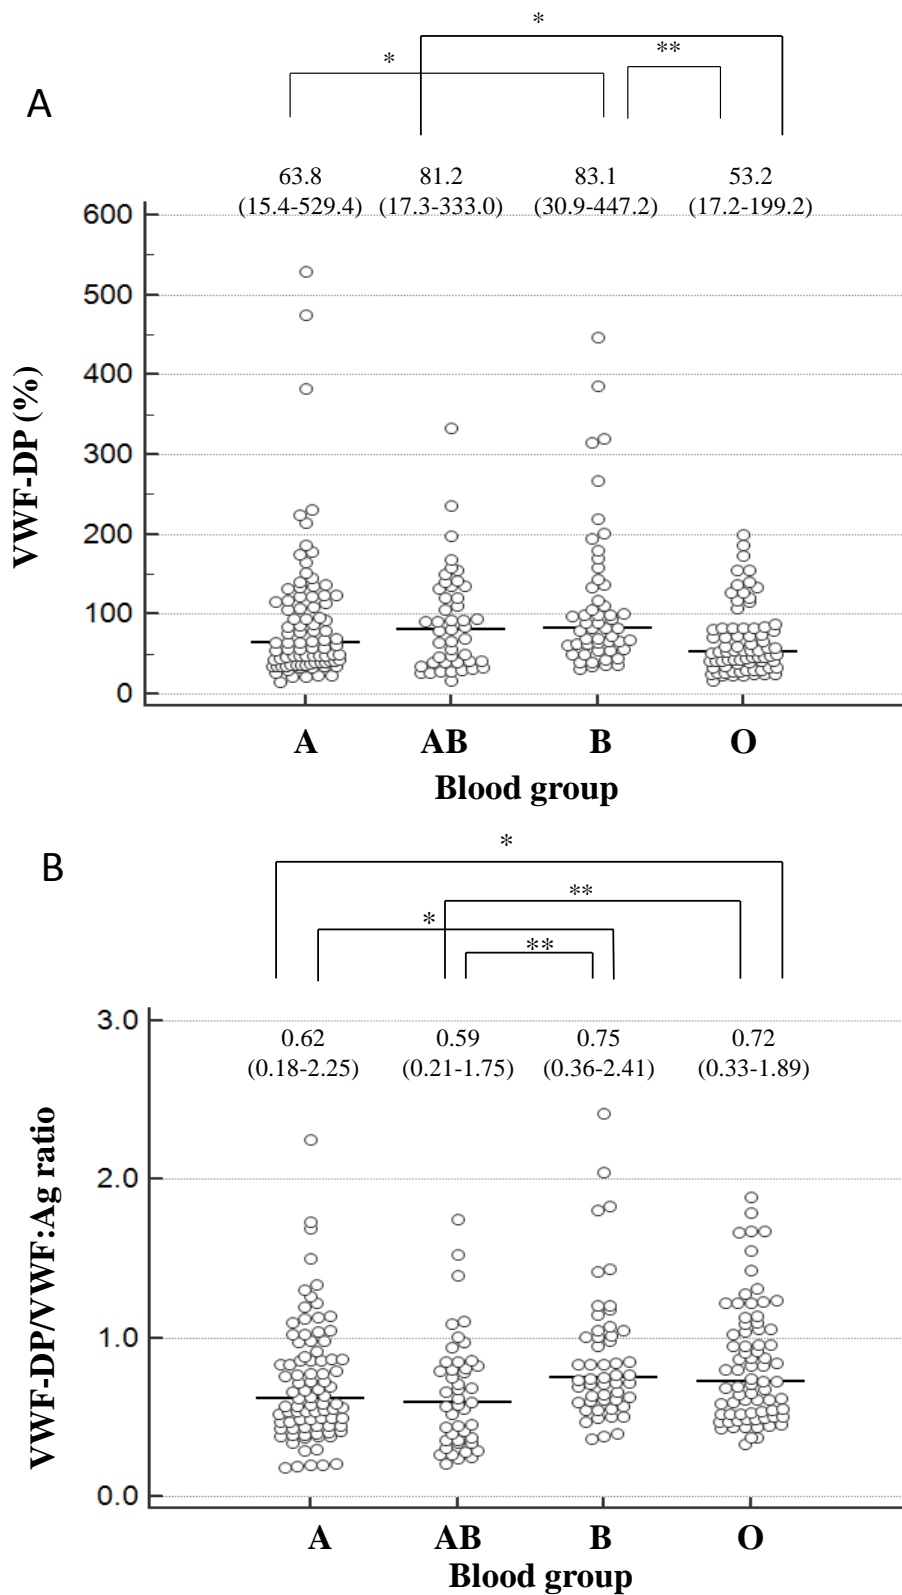 *
*
**
A
63.8 81.2 83.1 53.2
(15.4-529.4) (17.3-333.0) (30.9-447.2) (17.2-199.2)
600
500
400
300
200
100
0
VWF-DP (%)
A AB B O
Blood group
B
*
**
*
**
3.0
0.62 0.59 0.75 0.72
(0.18-2.25) (0.21-1.75) (0.36-2.41) (0.33-1.89)
2.0
1.0
0.0
VWF-DP/VWF:Ag ratio
A AB B O
Blood group